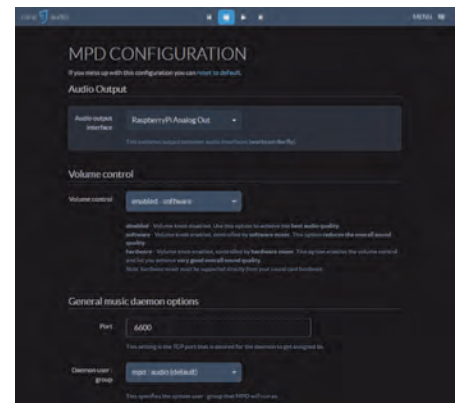 rune audio
MENU
MPD CONFIGURATION
If you mess up with this configuration you can reset to default.
Audio Output
Audio output
interface
RaspberryPi Analog Out
This switches output between audio interfaces (works on the fly).
Volume control
Volume control
enabled - software
disabled - Volume knob disabled. Use this option to achieve the best audio quality.
software - Volume knob enabled, controlled by software mixer. This option reduces the overall sound
quality.
hardware - Volume knob enabled, controlled by hardware mixer. This option enables the volume control
and let you achieve very good overall sound quality.
Note: hardware mixer must be supported directly from your sound card hardware.
General music daemon options
Port
6600
This setting is the TCP port that is desired for the daemon to get assigned to.
Daemon user :
group
mpd : audio (default)
This specifies the system user : group that MPD will run as.